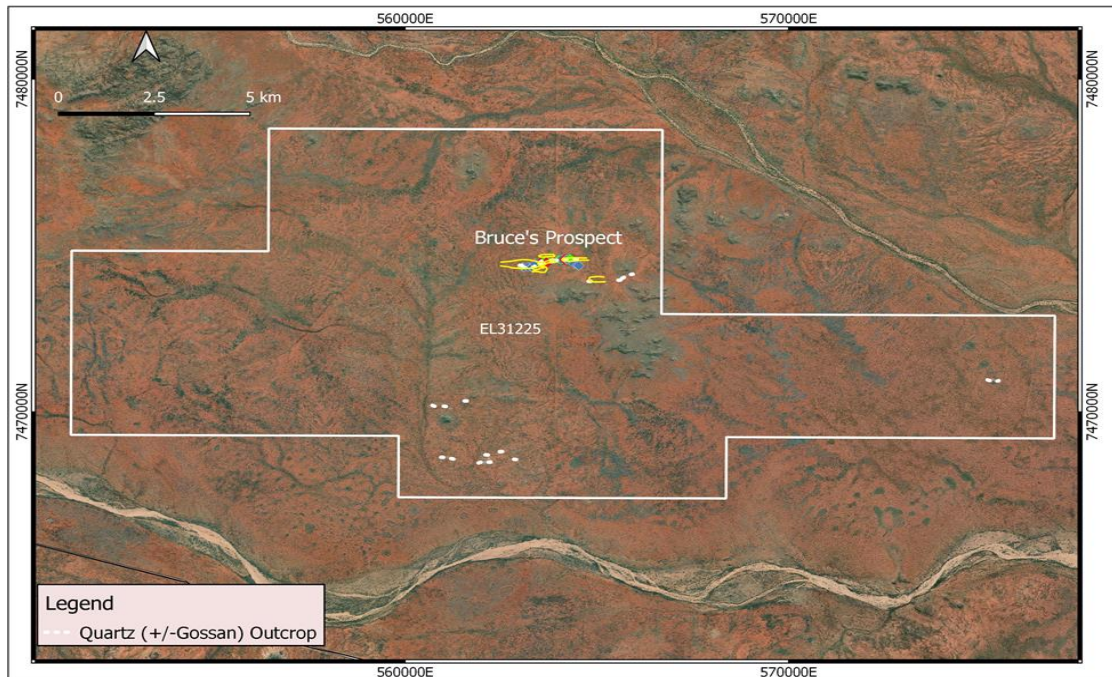 560000E 570000E
7480000N 7480000N
0 2.5 5 km
Bruce's Prospect
EL31225
7470000N 7470000N
Legend
Quartz (+/-Gossan) Outcrop
560000E 570000E